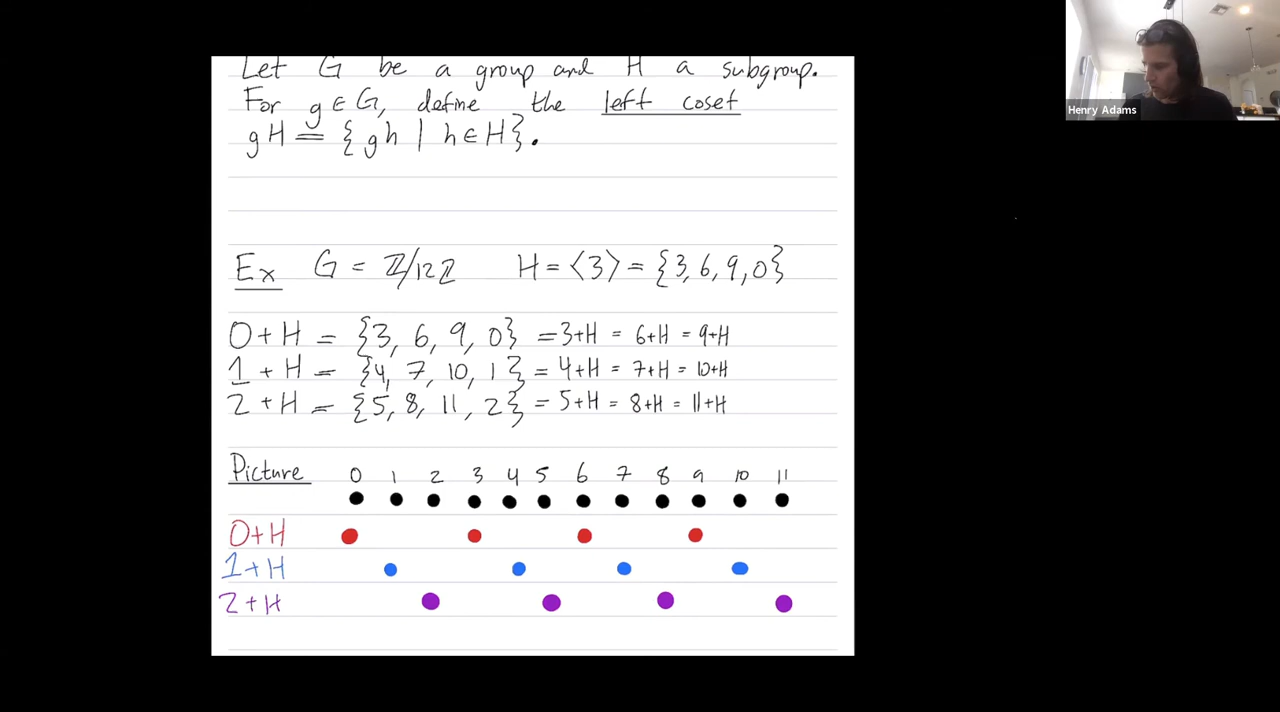 Let G be a group and H a subgroup.
For g ∈ G, define the left coset
gH = {gh | h ∈ H}.
Ex G = ℤ/12ℤ H = ⟨3⟩ = {3, 6, 9, 0}
0 + H = {3, 6, 9, 0} = 3+H = 6+H = 9+H
1 + H = {4, 7, 10, 1} = 4+H = 7+H = 10+H
2 + H = {5, 8, 11, 2} = 5+H = 8+H = 11+H
Picture 0 1 2 3 4 5 6 7 8 9 10 11
0+H
1+H
2+H
Henry Adams